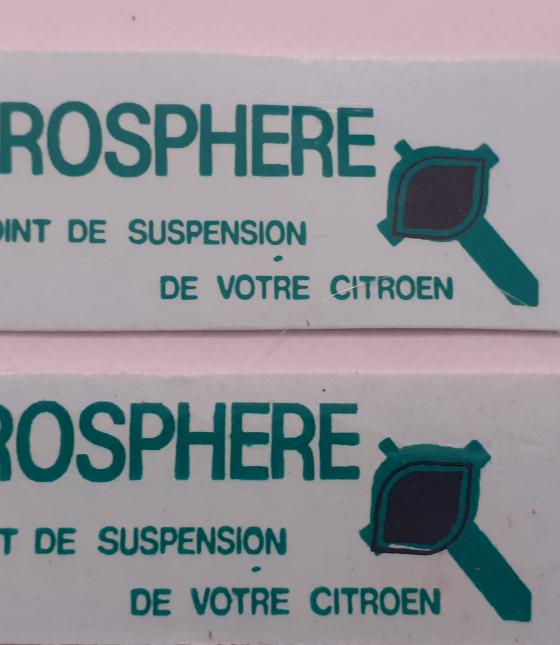 ROSPHERE
OINT DE SUSPENSION
DE VOTRE CITROEN
ROSPHERE
T DE SUSPENSION
DE VOTRE CITROEN